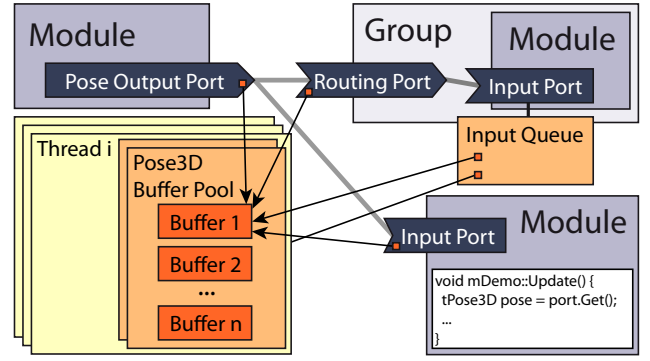 Module
Pose Output Port
Routing Port
Group
Module
Input Port
Input Queue
Thread i
Pose3D
Buffer Pool
Buffer 1
Buffer 2
...
Buffer n
Input Port
Module
void mDemo::Update() {
tPose3D pose = port.Get();
...
}